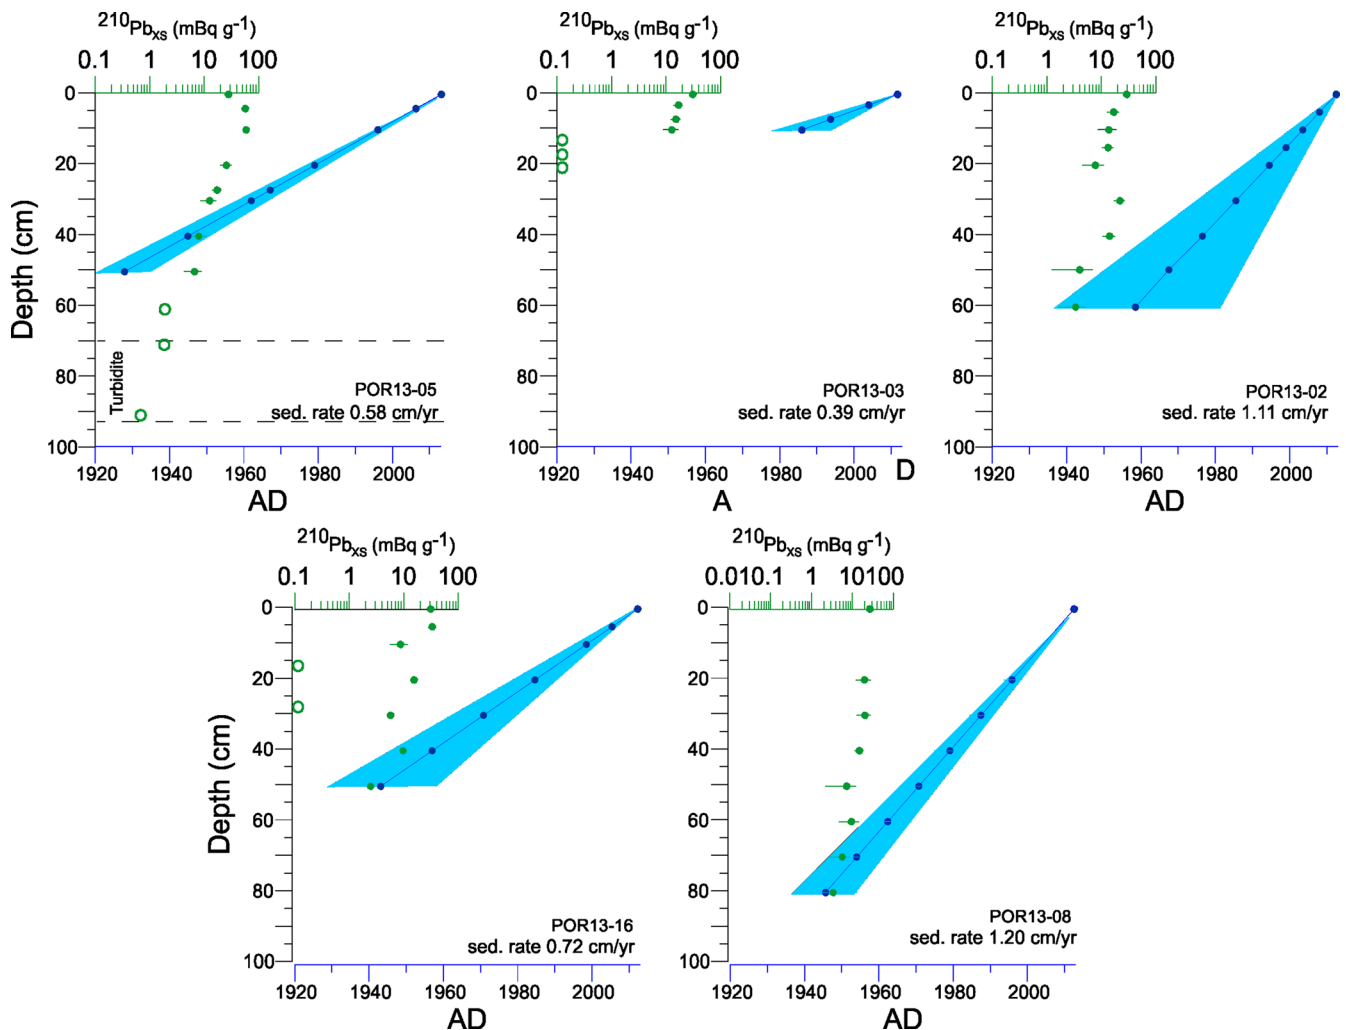 210Pbxs (mBq g-1)
0.1 1 10 100
0
20
40
60
80
100
Depth (cm)
Turbidite
POR13-05
sed. rate 0.58 cm/yr
1920 1940 1960 1980 2000
AD
210Pbxs (mBq g-1)
0.1 1 10 100
0
20
40
60
80
100
POR13-03
sed. rate 0.39 cm/yr
1920 1940 1960 1980 2000
A D
210Pbxs (mBq g-1)
0.1 1 10 100
0
20
40
60
80
100
POR13-02
sed. rate 1.11 cm/yr
1920 1940 1960 1980 2000
AD
210Pbxs (mBq g-1)
0.1 1 10 100
0
20
40
60
80
100
Depth (cm)
POR13-16
sed. rate 0.72 cm/yr
1920 1940 1960 1980 2000
AD
210Pbxs (mBq g-1)
0.010.1 1 10100
0
20
40
60
80
100
POR13-08
sed. rate 1.20 cm/yr
1920 1940 1960 1980 2000
AD